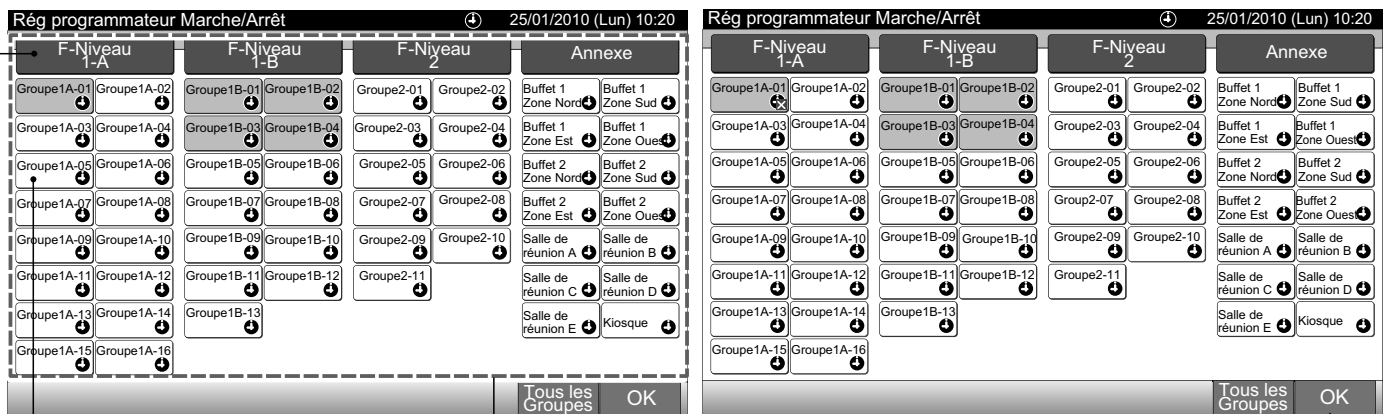 Rég programmateur Marche/Arrêt 25/01/2010 (Lun) 10:20
F-Niveau 1-A F-Niveau 1-B F-Niveau 2 Annexe
Groupe1A-01 Groupe1A-02 Groupe1B-01 Groupe1B-02 Groupe2-01 Groupe2-02 Buffet 1 Zone Nord Buffet 1 Zone Sud
Groupe1A-03 Groupe1A-04 Groupe1B-03 Groupe1B-04 Groupe2-03 Groupe2-04 Buffet 1 Zone Est Buffet 1 Zone Ouest
Groupe1A-05 Groupe1A-06 Groupe1B-05 Groupe1B-06 Groupe2-05 Groupe2-06 Buffet 2 Zone Nord Buffet 2 Zone Sud
Groupe1A-07 Groupe1A-08 Groupe1B-07 Groupe1B-08 Groupe2-07 Groupe2-08 Buffet 2 Zone Est Buffet 2 Zone Ouest
Groupe1A-09 Groupe1A-10 Groupe1B-09 Groupe1B-10 Groupe2-09 Groupe2-10 Salle de réunion A Salle de réunion B
Groupe1A-11 Groupe1A-12 Groupe1B-11 Groupe1B-12 Groupe2-11 Salle de réunion C Salle de réunion D
Groupe1A-13 Groupe1A-14 Groupe1B-13 Salle de réunion E Kiosque
Groupe1A-15 Groupe1A-16
Tous les Groupes OK
Rég programmateur Marche/Arrêt 25/01/2010 (Lun) 10:20
F-Niveau 1-A F-Niveau 1-B F-Niveau 2 Annexe
Groupe1A-01 Groupe1A-02 Groupe1B-01 Groupe1B-02 Groupe2-01 Groupe2-02 Buffet 1 Zone Nord Buffet 1 Zone Sud
Groupe1A-03 Groupe1A-04 Groupe1B-03 Groupe1B-04 Groupe2-03 Groupe2-04 Buffet 1 Zone Est Buffet 1 Zone Ouest
Groupe1A-05 Groupe1A-06 Groupe1B-05 Groupe1B-06 Groupe2-05 Groupe2-06 Buffet 2 Zone Nord Buffet 2 Zone Sud
Groupe1A-07 Groupe1A-08 Groupe1B-07 Groupe1B-08 Group2-07 Groupe2-08 Buffet 2 Zone Est Buffet 2 Zone Ouest
Groupe1A-09 Groupe1A-10 Groupe1B-09 Groupe1B-10 Groupe2-09 Groupe2-10 Salle de réunion A Salle de réunion B
Groupe1A-11 Groupe1A-12 Groupe1B-11 Groupe1B-12 Groupe2-11 Salle de réunion C Salle de réunion D
Groupe1A-13 Groupe1A-14 Groupe1B-13 Salle de réunion E Kiosque
Groupe1A-15 Groupe1A-16
Tous les Groupes OK